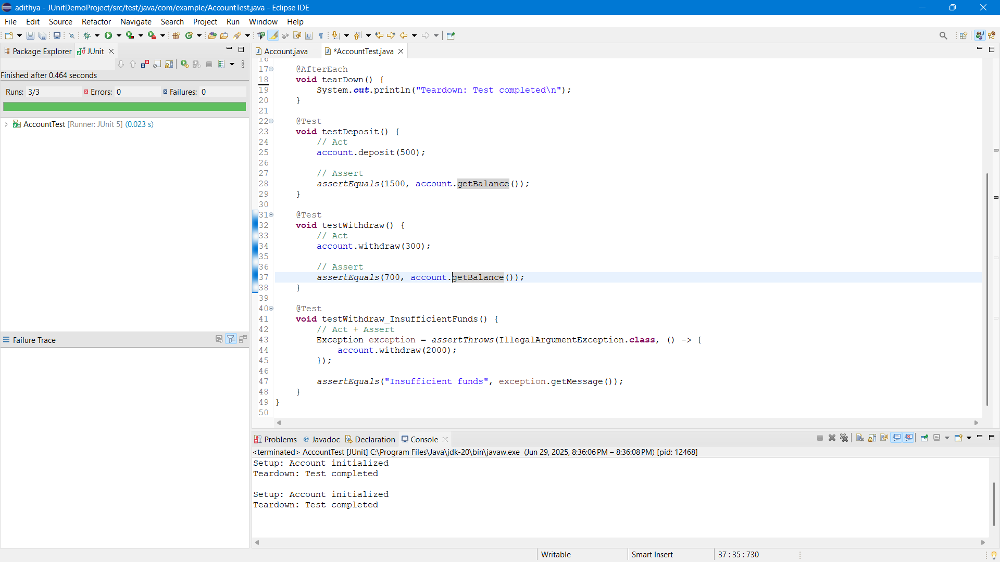 adithya - JUnitDemoProject/src/test/java/com/example/AccountTest.java - Eclipse IDE
File Edit Source Refactor Navigate Search Project Run Window Help
Package Explorer JUnit
Finished after 0.464 seconds
Runs: 3/3 Errors: 0 Failures: 0
AccountTest [Runner: JUnit 5] (0.023 s)
Failure Trace
Account.java *AccountTest.java
16
17 @AfterEach
18 void tearDown() {
19 System.out.println("Teardown: Test completed\n");
20 }
21
22 @Test
23 void testDeposit() {
24 // Act
25 account.deposit(500);
26
27 // Assert
28 assertEquals(1500, account.getBalance());
29 }
30
31 @Test
32 void testWithdraw() {
33 // Act
34 account.withdraw(300);
35
36 // Assert
37 assertEquals(700, account.getBalance());
38 }
39
40 @Test
41 void testWithdraw_InsufficientFunds() {
42 // Act + Assert
43 Exception exception = assertThrows(IllegalArgumentException.class, () -> {
44 account.withdraw(2000);
45 });
46
47 assertEquals("Insufficient funds", exception.getMessage());
48 }
49 }
50
Problems @ Javadoc Declaration Console
<terminated> AccountTest [JUnit] C:\Program Files\Java\jdk-20\bin\javaw.exe (Jun 29, 2025, 8:36:06 PM – 8:36:08 PM) [pid: 12468]
Setup: Account initialized
Teardown: Test completed
Setup: Account initialized
Teardown: Test completed
Writable Smart Insert 37 : 35 : 730